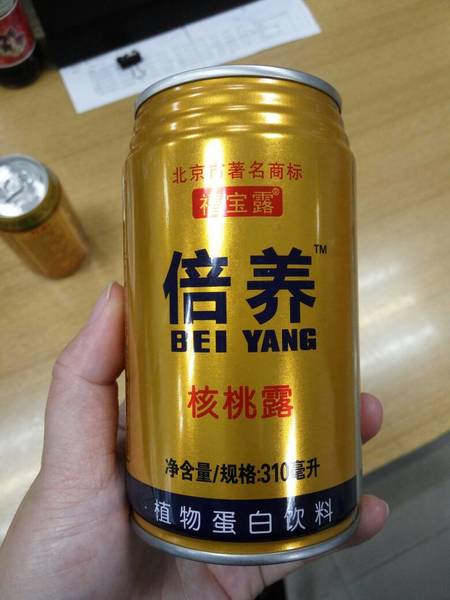 北京市著名商标
禧宝露®
倍养™
BEI YANG
核桃露
净含量/规格:310毫升
植物蛋白饮料